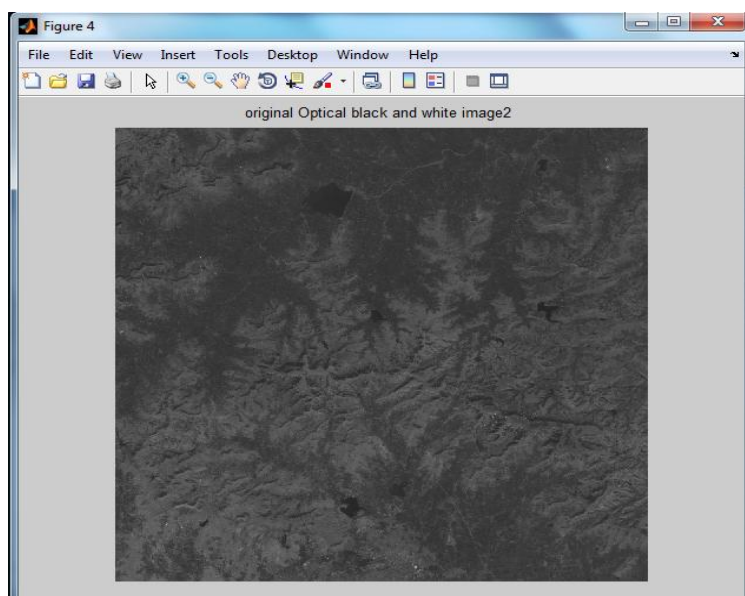 Figure 4
File Edit View Insert Tools Desktop Window Help
original Optical black and white image2